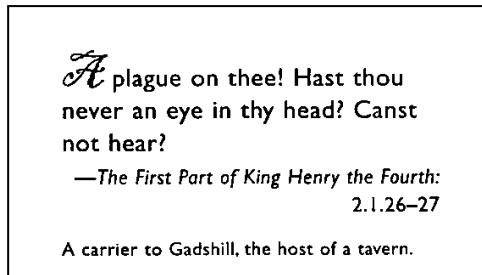 A plague on thee! Hast thou
never an eye in thy head? Canst
not hear?
—The First Part of King Henry the Fourth:
2.1.26–27
A carrier to Gadshill, the host of a tavern.